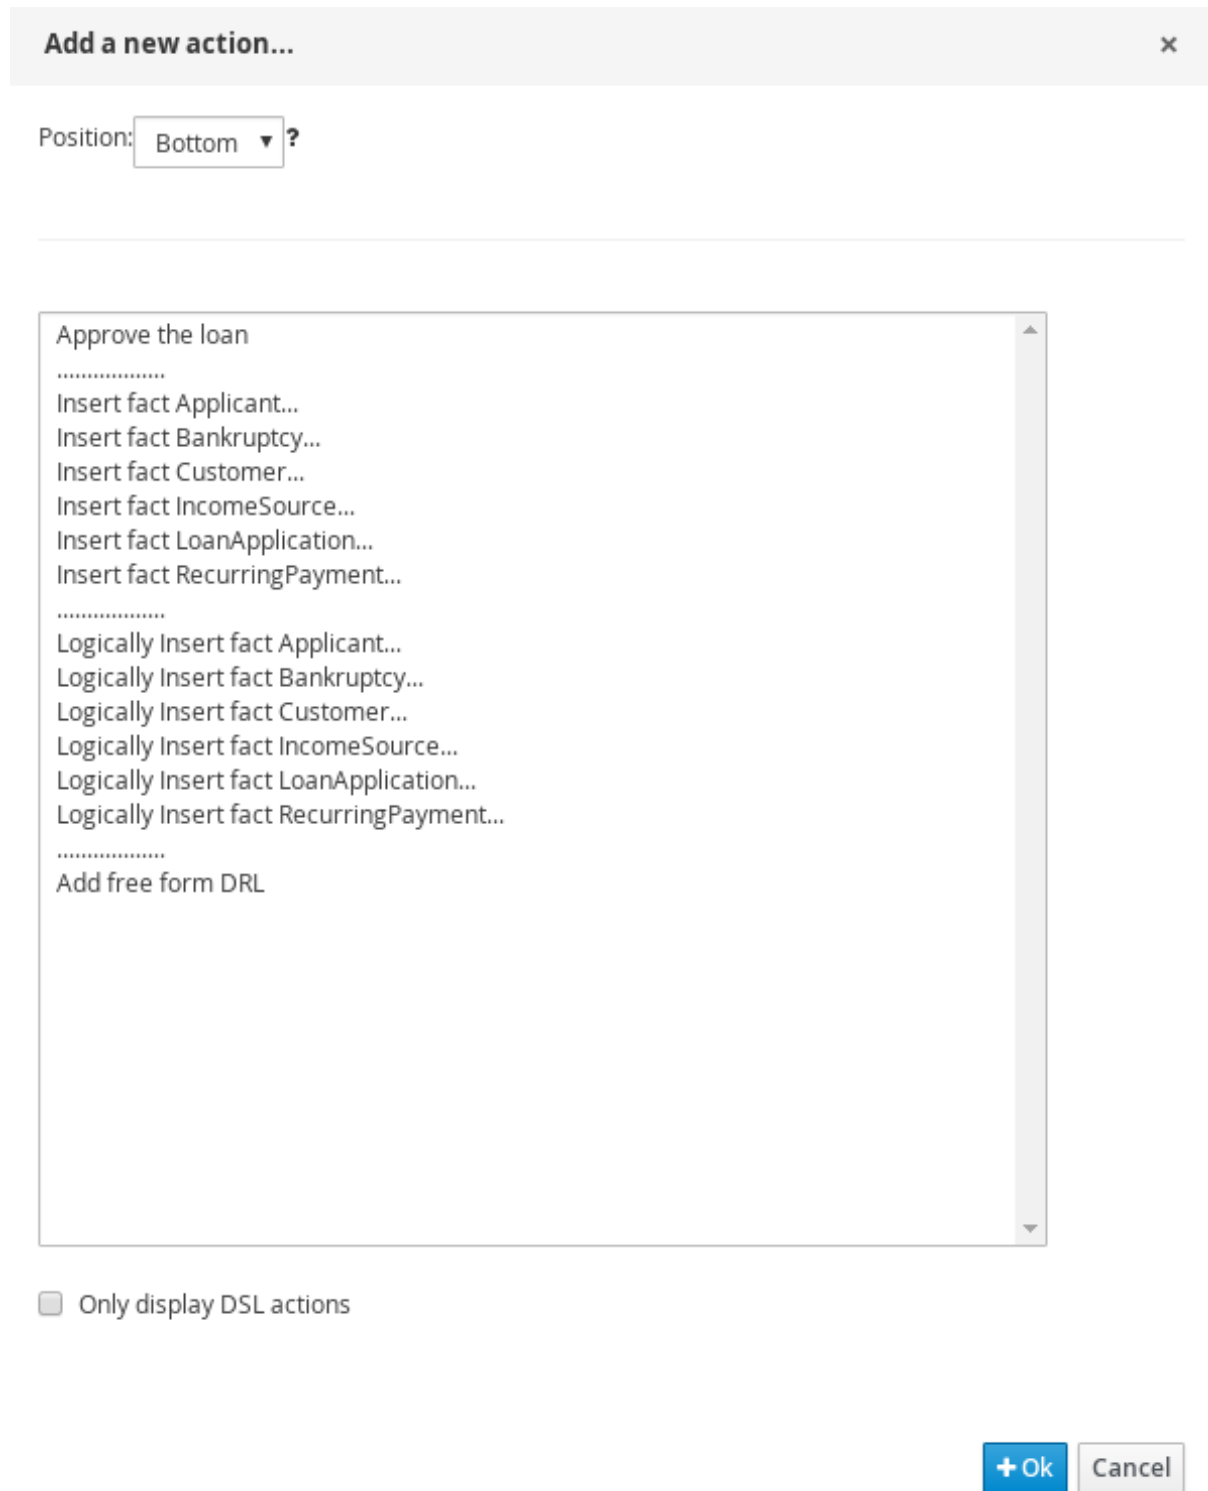 Add a new action...
×
Position: Bottom ▼ ?
Approve the loan
..................
Insert fact Applicant...
Insert fact Bankruptcy...
Insert fact Customer...
Insert fact IncomeSource...
Insert fact LoanApplication...
Insert fact RecurringPayment...
..................
Logically Insert fact Applicant...
Logically Insert fact Bankruptcy...
Logically Insert fact Customer...
Logically Insert fact IncomeSource...
Logically Insert fact LoanApplication...
Logically Insert fact RecurringPayment...
..................
Add free form DRL
Only display DSL actions
+ Ok Cancel